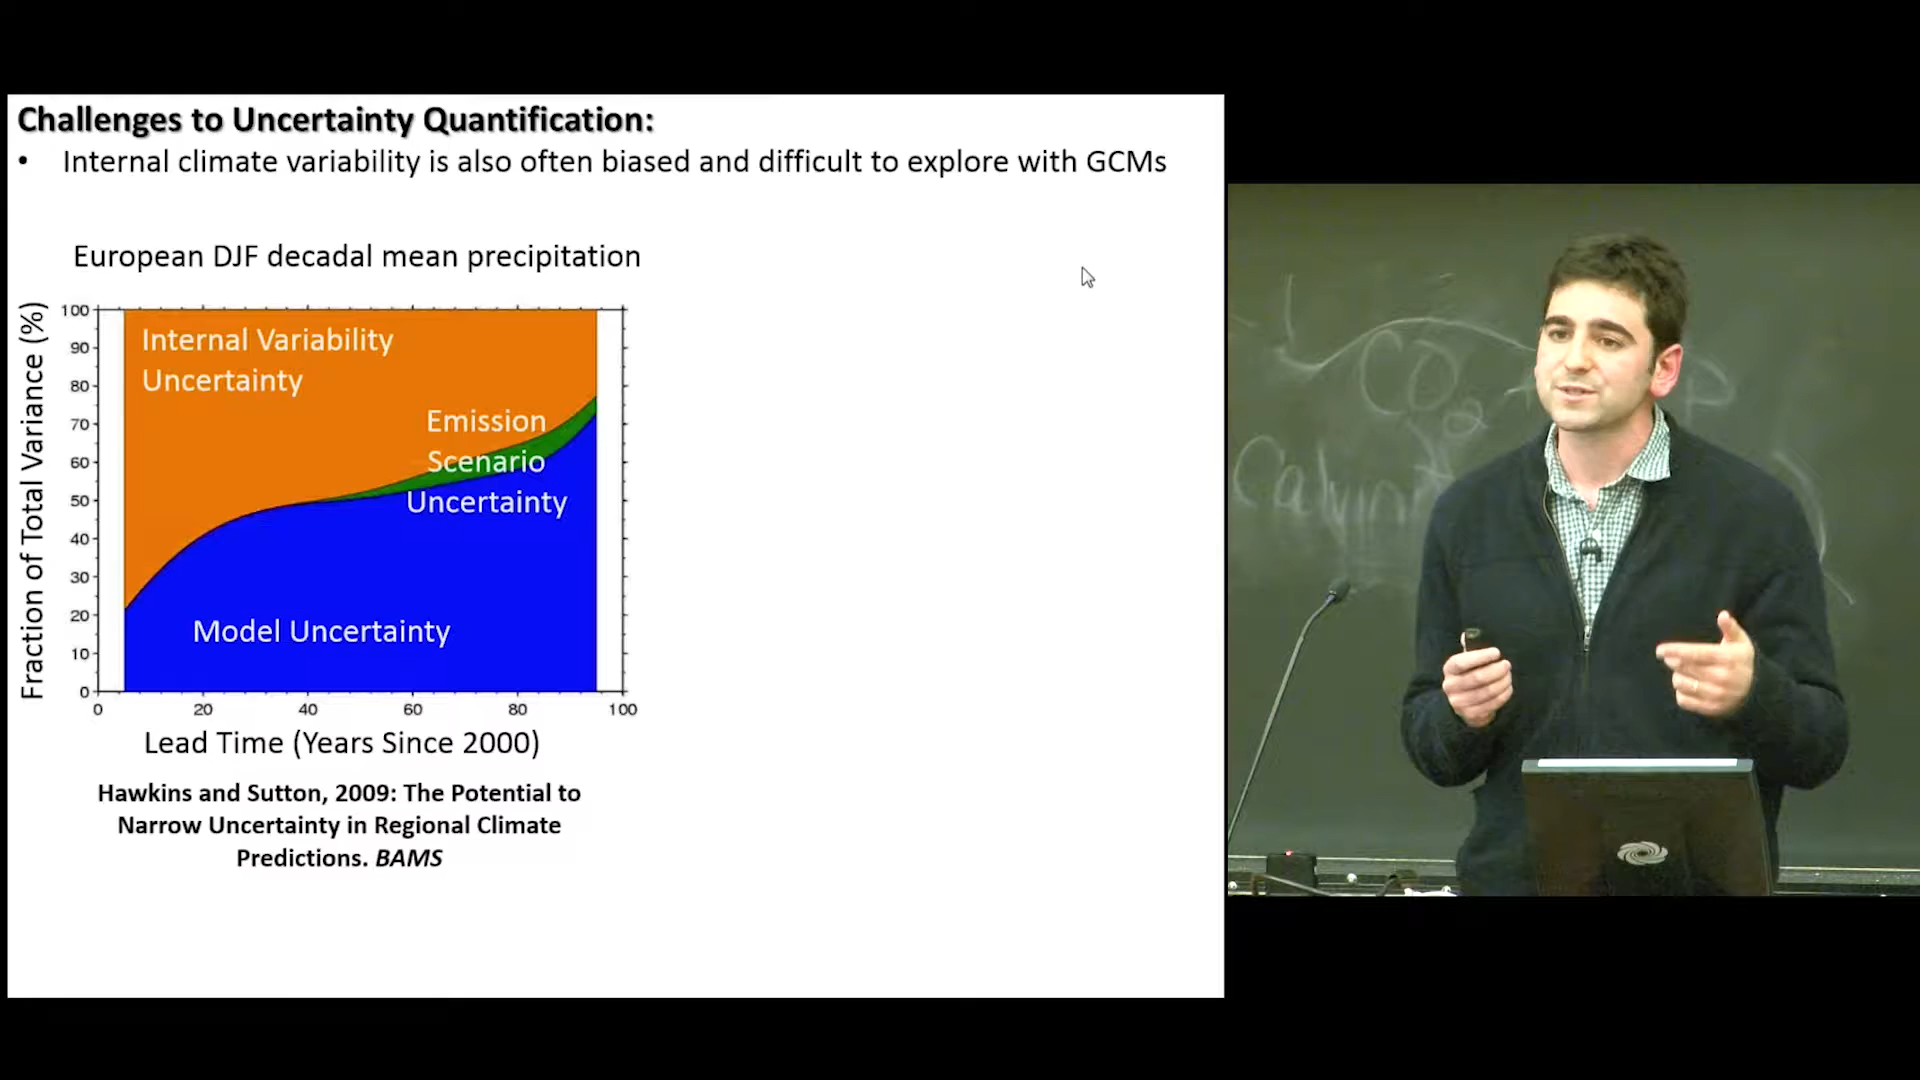 Challenges to Uncertainty Quantification:
• Internal climate variability is also often biased and difficult to explore with GCMs
European DJF decadal mean precipitation
Fraction of Total Variance (%)
100
90
80
70
60
50
40
30
20
10
0
Internal Variability
Uncertainty
Emission
Scenario
Uncertainty
Model Uncertainty
0 20 40 60 80 100
Lead Time (Years Since 2000)
Hawkins and Sutton, 2009: The Potential to
Narrow Uncertainty in Regional Climate
Predictions. BAMS
CO2
P